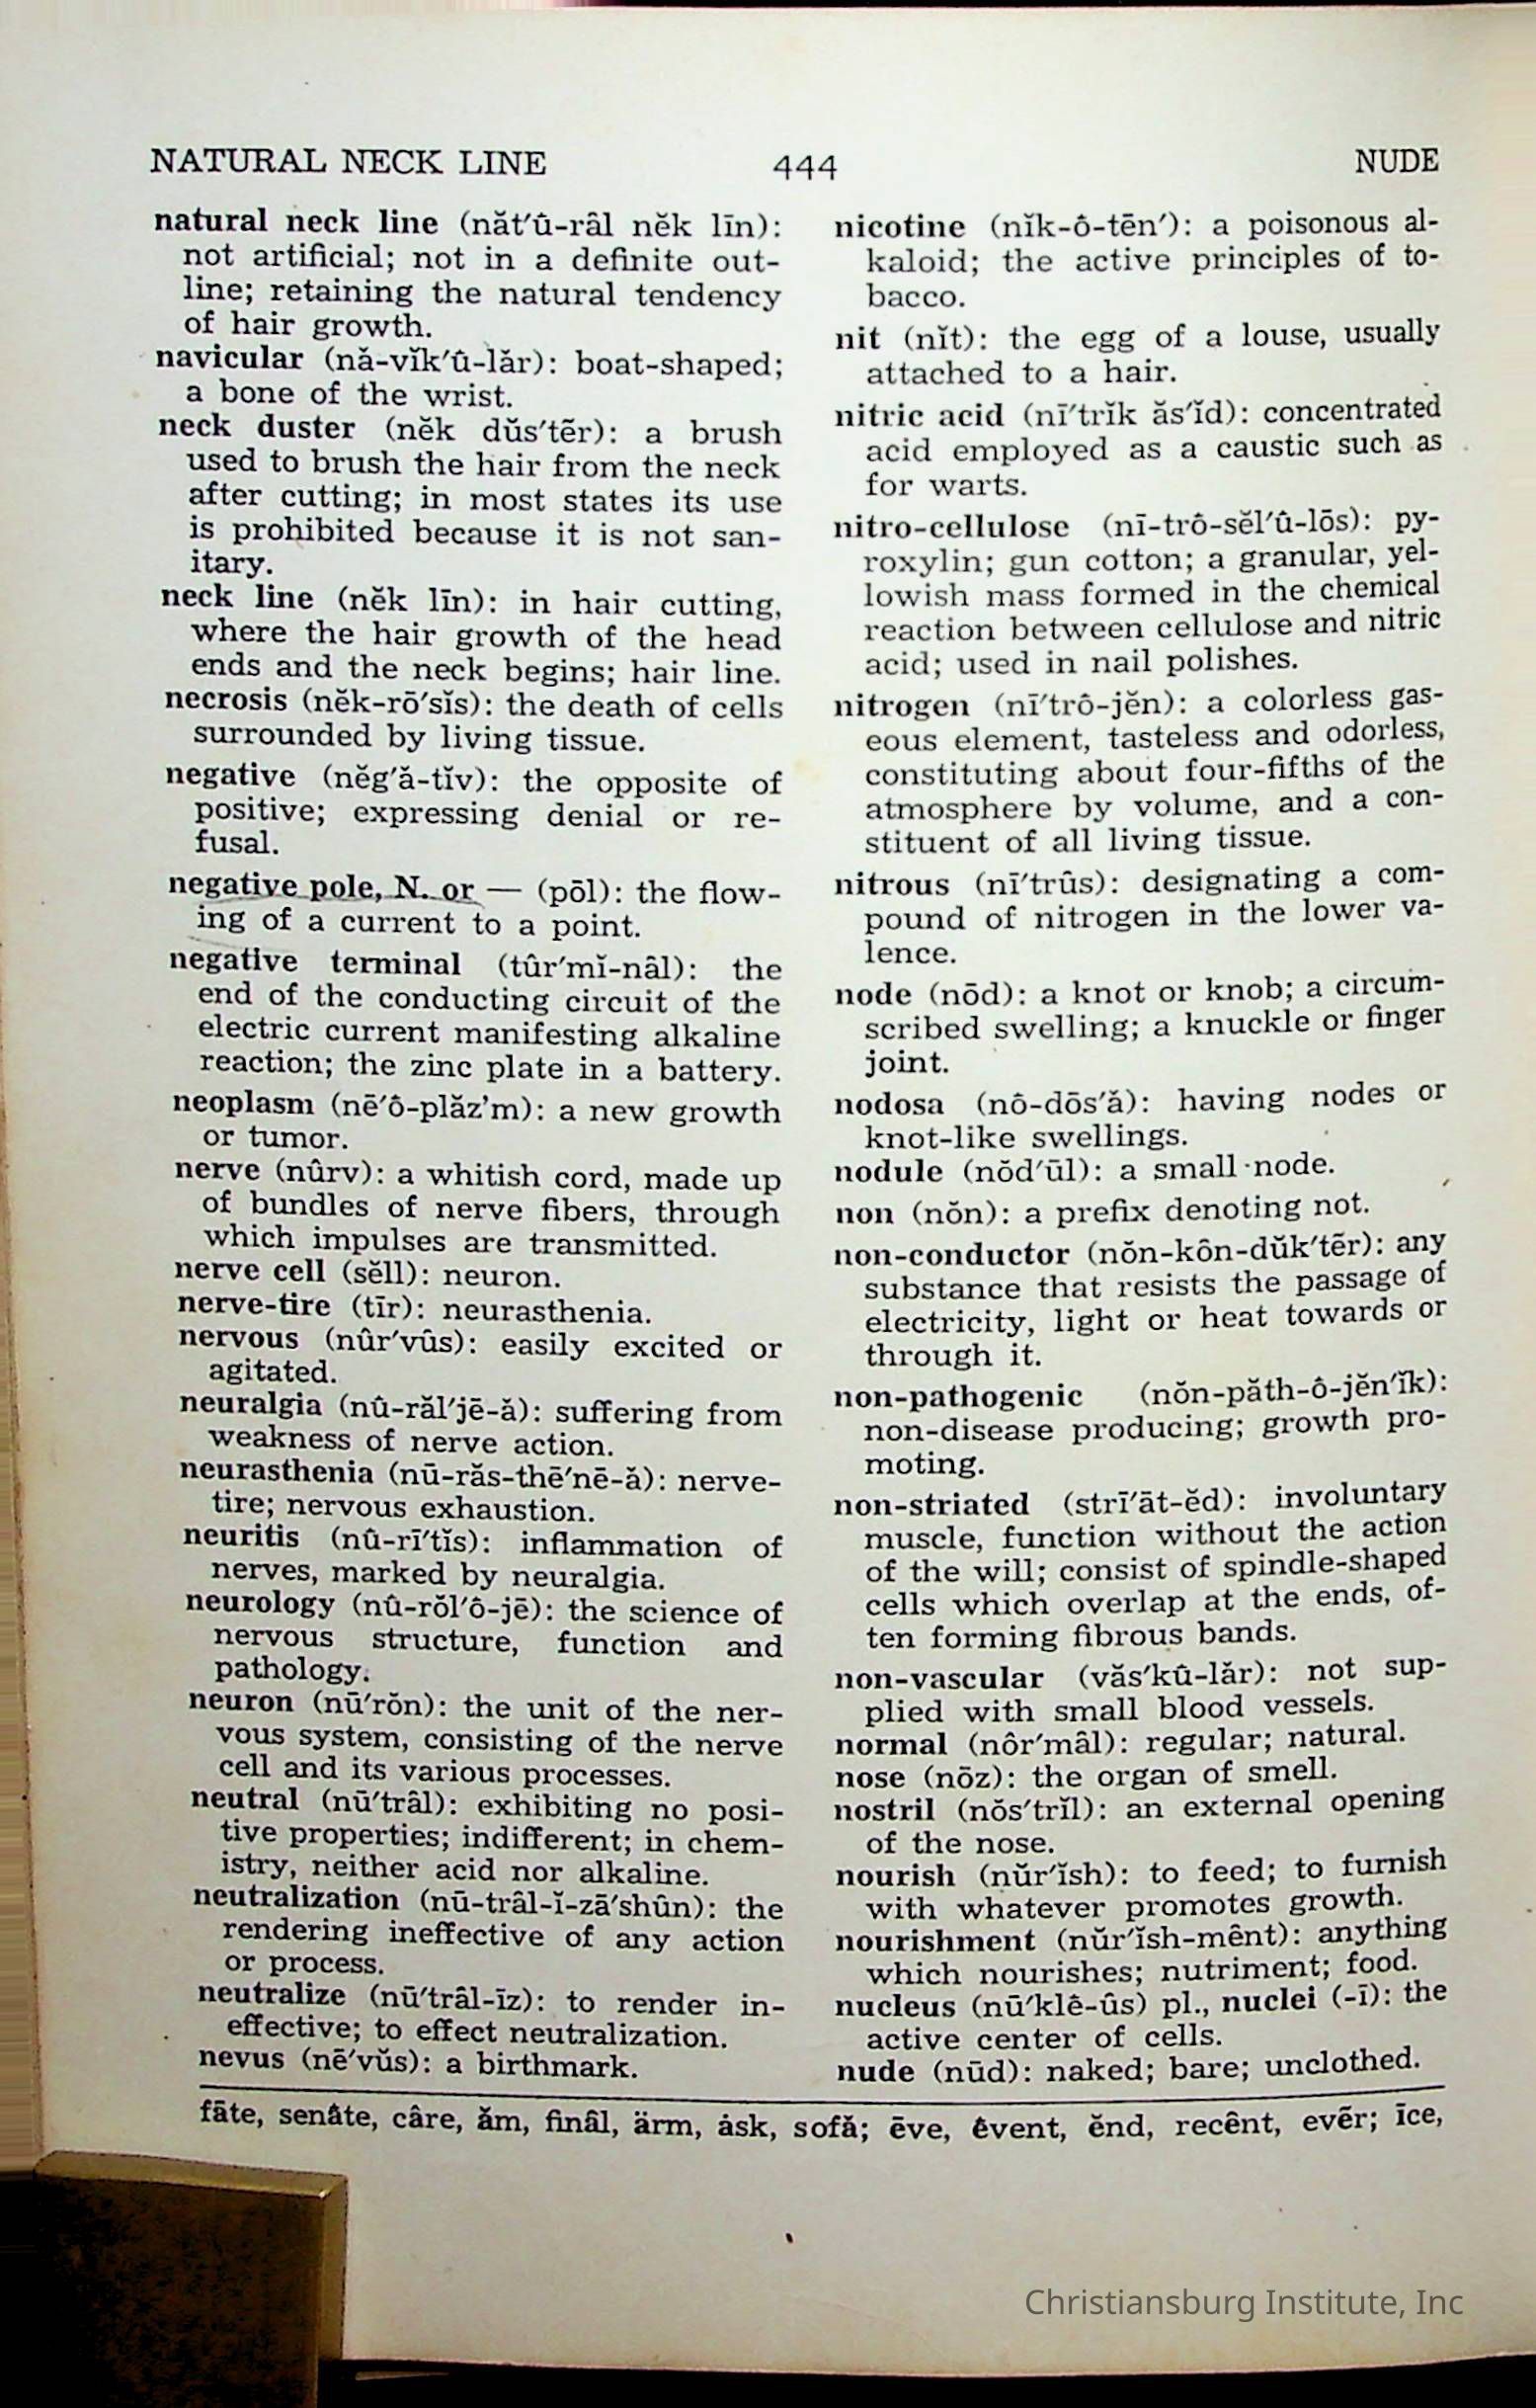 NATURAL NECK LINE 444 NUDE
natural neck line (năt′û-râl nĕk līn):
not artificial; not in a definite out-
line; retaining the natural tendency
of hair growth.
navicular (nă-vĭk′û-lăr): boat-shaped;
a bone of the wrist.
neck duster (nĕk dŭs′tẽr): a brush
used to brush the hair from the neck
after cutting; in most states its use
is prohibited because it is not san-
itary.
neck line (nĕk līn): in hair cutting,
where the hair growth of the head
ends and the neck begins; hair line.
necrosis (nĕk-rō′sĭs): the death of cells
surrounded by living tissue.
negative (nĕg′ă-tĭv): the opposite of
positive; expressing denial or re-
fusal.
negative pole, N. or — (pōl): the flow-
ing of a current to a point.
negative terminal (tûr′mĭ-nâl): the
end of the conducting circuit of the
electric current manifesting alkaline
reaction; the zinc plate in a battery.
neoplasm (nē′ô-plăz’m): a new growth
or tumor.
nerve (nûrv): a whitish cord, made up
of bundles of nerve fibers, through
which impulses are transmitted.
nerve cell (sĕll): neuron.
nerve-tire (tīr): neurasthenia.
nervous (nûr′vûs): easily excited or
agitated.
neuralgia (nû-răl′jē-ă): suffering from
weakness of nerve action.
neurasthenia (nū-răs-thē′nē-ă): nerve-
tire; nervous exhaustion.
neuritis (nû-rī′tĭs): inflammation of
nerves, marked by neuralgia.
neurology (nû-rŏl′ô-jē): the science of
nervous structure, function and
pathology.
neuron (nū′rŏn): the unit of the ner-
vous system, consisting of the nerve
cell and its various processes.
neutral (nū′trâl): exhibiting no posi-
tive properties; indifferent; in chem-
istry, neither acid nor alkaline.
neutralization (nū-trâl-ĭ-zā′shûn): the
rendering ineffective of any action
or process.
neutralize (nū′trâl-īz): to render in-
effective; to effect neutralization.
nevus (nē′vŭs): a birthmark.
nicotine (nĭk-ô-tēn′): a poisonous al-
kaloid; the active principles of to-
bacco.
nit (nĭt): the egg of a louse, usually
attached to a hair.
nitric acid (nī′trĭk ăs′ĭd): concentrated
acid employed as a caustic such as
for warts.
nitro-cellulose (nī-trô-sĕl′û-lōs): py-
roxylin; gun cotton; a granular, yel-
lowish mass formed in the chemical
reaction between cellulose and nitric
acid; used in nail polishes.
nitrogen (nī′trô-jĕn): a colorless gas-
eous element, tasteless and odorless,
constituting about four-fifths of the
atmosphere by volume, and a con-
stituent of all living tissue.
nitrous (nī′trûs): designating a com-
pound of nitrogen in the lower va-
lence.
node (nōd): a knot or knob; a circum-
scribed swelling; a knuckle or finger
joint.
nodosa (nô-dōs′ă): having nodes or
knot-like swellings.
nodule (nŏd′ūl): a small node.
non (nŏn): a prefix denoting not.
non-conductor (nŏn-kôn-dŭk′tẽr): any
substance that resists the passage of
electricity, light or heat towards or
through it.
non-pathogenic (nŏn-păth-ô-jĕn′ĭk):
non-disease producing; growth pro-
moting.
non-striated (strī′āt-ĕd): involuntary
muscle, function without the action
of the will; consist of spindle-shaped
cells which overlap at the ends, of-
ten forming fibrous bands.
non-vascular (văs′kû-lăr): not sup-
plied with small blood vessels.
normal (nôr′mâl): regular; natural.
nose (nōz): the organ of smell.
nostril (nŏs′trĭl): an external opening
of the nose.
nourish (nŭr′ĭsh): to feed; to furnish
with whatever promotes growth.
nourishment (nŭr′ĭsh-mênt): anything
which nourishes; nutriment; food.
nucleus (nū′klê-ûs) pl., nuclei (-ī): the
active center of cells.
nude (nūd): naked; bare; unclothed.
fāte, senâte, câre, ăm, finâl, ärm, ȧsk, sofă; ēve, êvent, ĕnd, recênt, evẽr; īce,
Christiansburg Institute, Inc